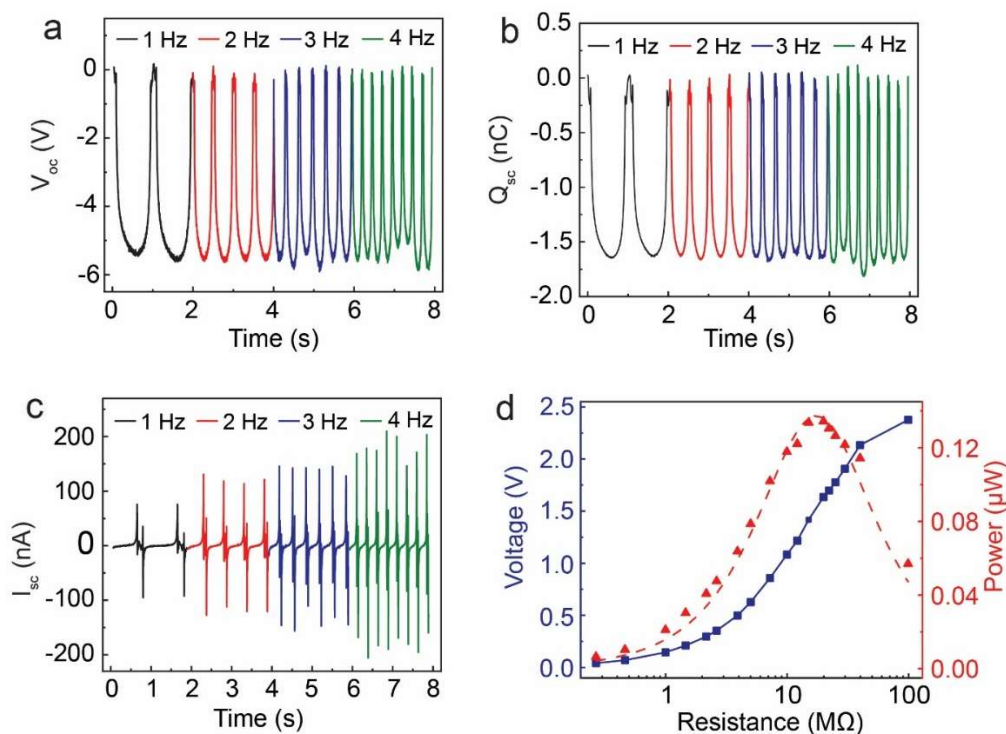 a
1 Hz 2 Hz 3 Hz 4 Hz
0
-2
-4
-6
V_oc (V)
0 2 4 6 8
Time (s)
b
1 Hz 2 Hz 3 Hz 4 Hz
0.5
0.0
-0.5
-1.0
-1.5
-2.0
Q_sc (nC)
0 2 4 6 8
Time (s)
c
1 Hz 2 Hz 3 Hz 4 Hz
200
100
0
-100
-200
I_sc (nA)
0 1 2 3 4 5 6 7 8
Time (s)
d
2.5
2.0
1.5
1.0
0.5
0.0
Voltage (V)
0.12
0.08
0.04
0.00
Power (μW)
1 10 100
Resistance (MΩ)